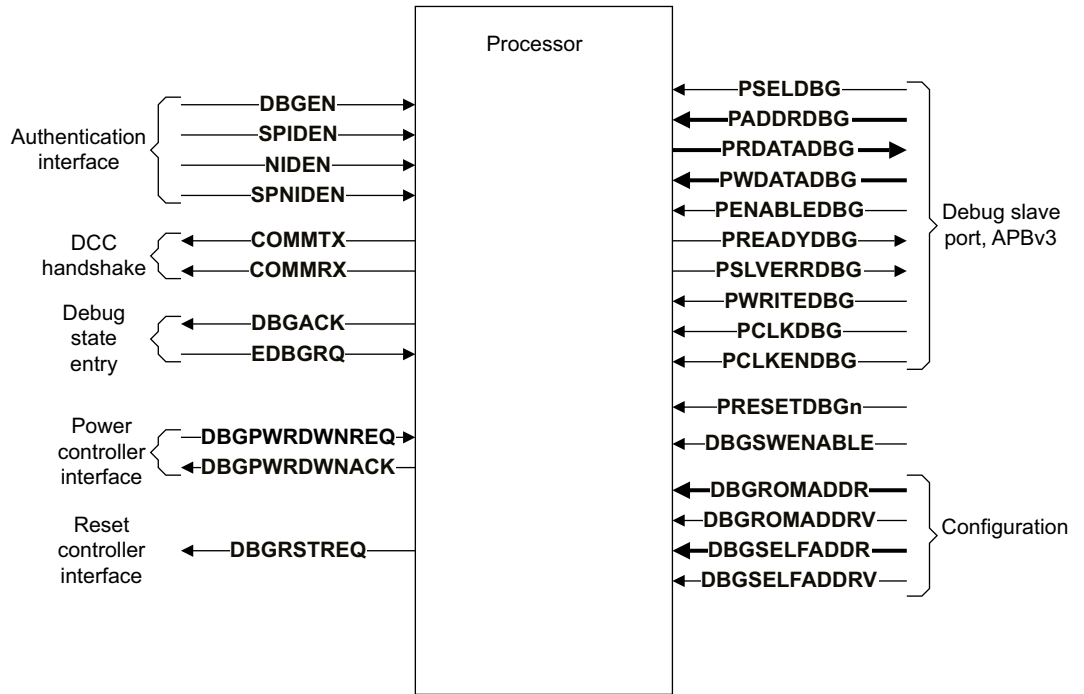 Processor
Authentication
interface
DBGEN
SPIDEN
NIDEN
SPNIDEN
DCC
handshake
COMMTX
COMMRX
Debug
state
entry
DBGACK
EDBGRQ
Power
controller
interface
DBGPWRDWNREQ
DBGPWRDWNACK
Reset
controller
interface
DBGRSTREQ
PSELDBG
PADDRDBG
PRDATADBG
PWDATADBG
PENABLEDBG
PREADYDBG
PSLVERRDBG
PWRITEDBG
PCLKDBG
PCLKENDBG
Debug slave
port, APBv3
PRESETDBGn
DBGSWENABLE
DBGROMADDR
DBGROMADDRV
DBGSELFADDR
DBGSELFADDRV
Configuration